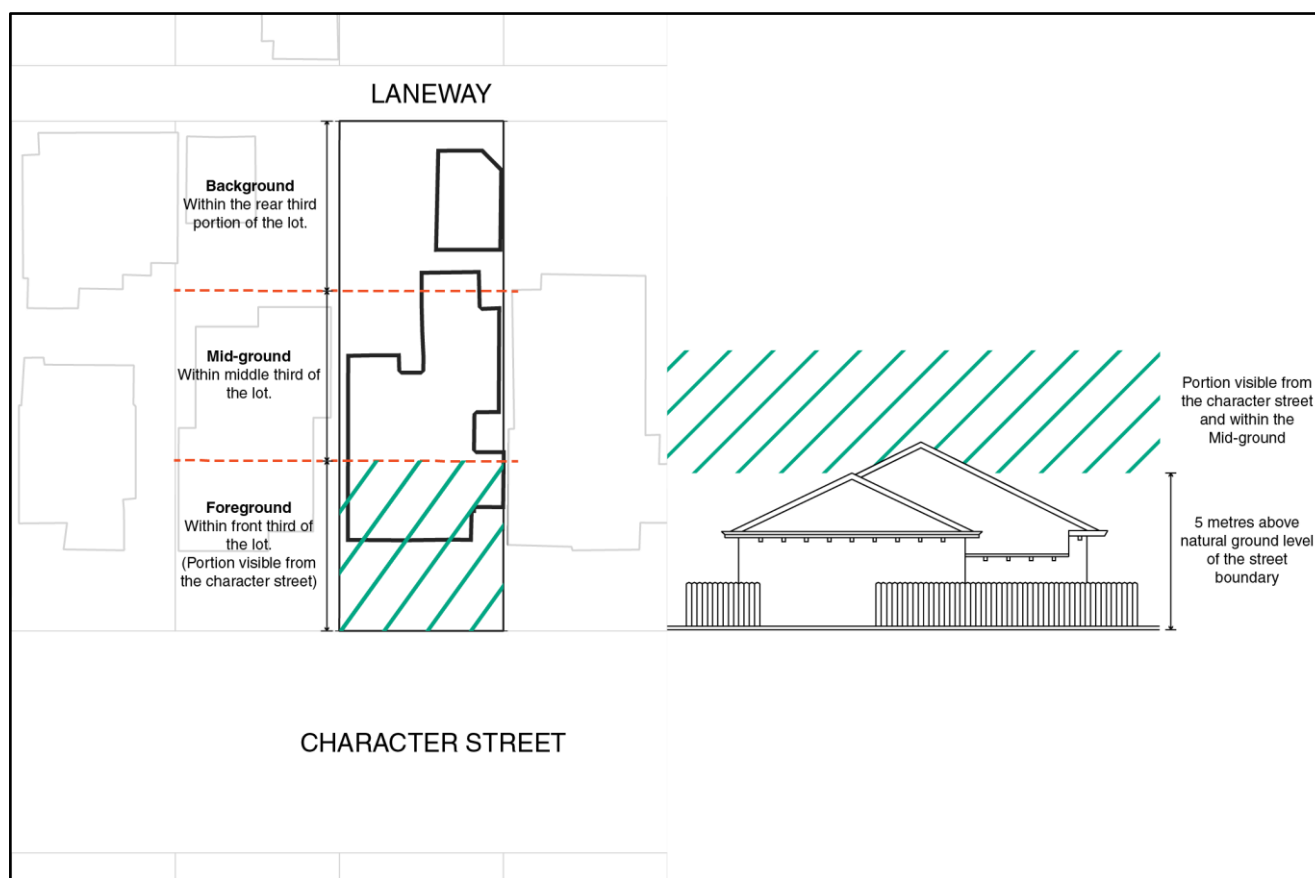 LANEWAY
Background
Within the rear third
portion of the lot.
Mid-ground
Within middle third of
the lot.
Foreground
Within front third of
the lot.
(Portion visible from
the character street)
CHARACTER STREET
Portion visible from
the character street
and within the
Mid-ground
5 metres above
natural ground level
of the street
boundary